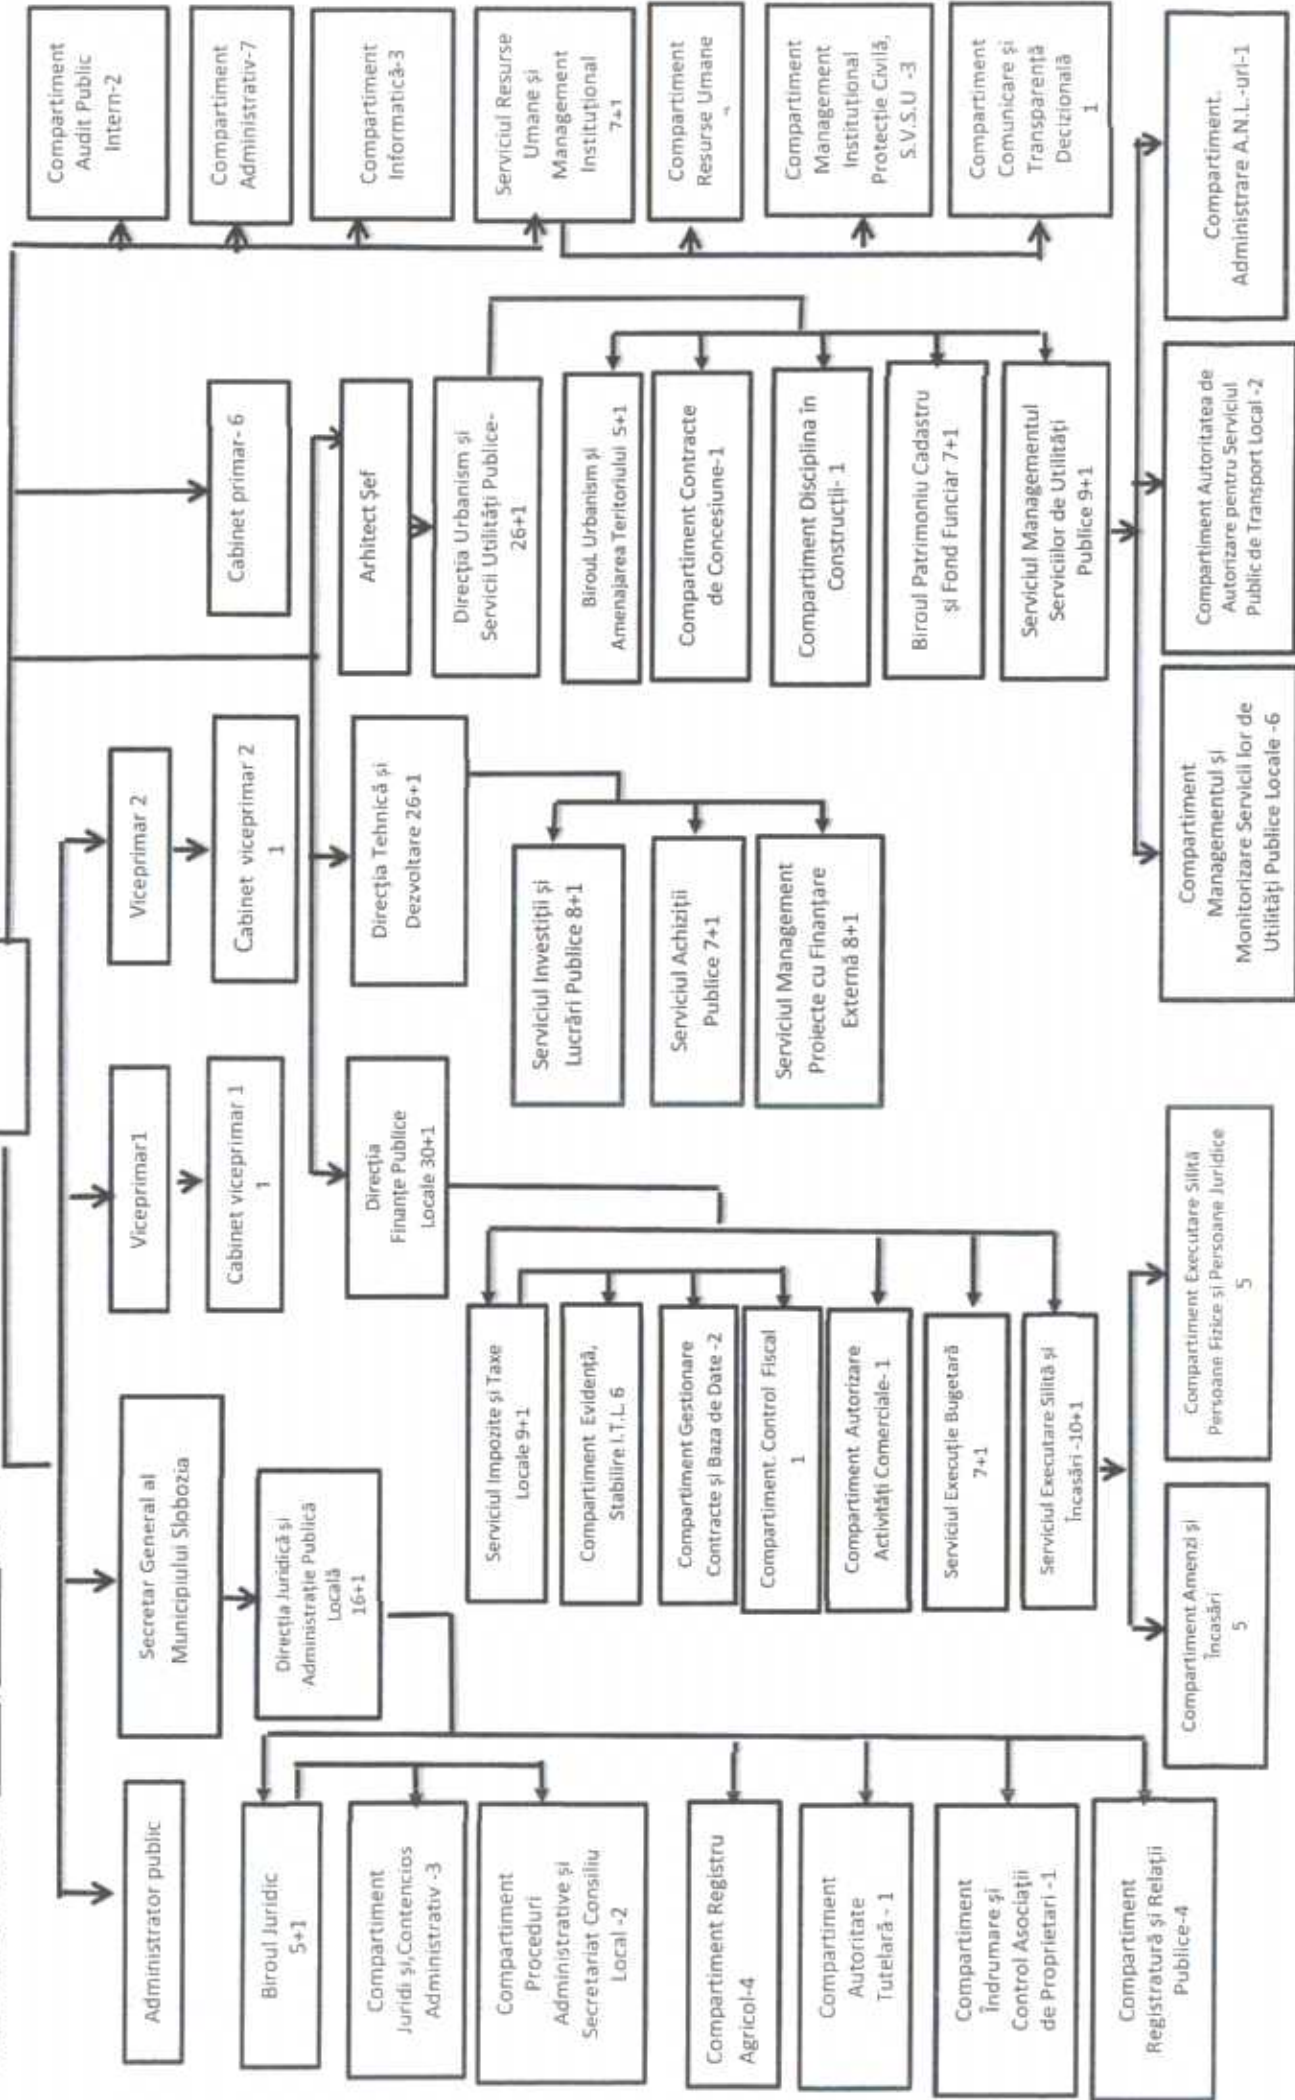 Administrator public
Secretar General al
Municipiului Slobozia
Viceprimar1
Viceprimar 2
Cabinet viceprimar 1
1
Cabinet viceprimar 2
1
Cabinet primar- 6
Compartiment
Audit Public
Intern-2
Compartiment
Administrativ-7
Compartiment
Informatică-3
Serviciul Resurse
Umane și
Management
Instituțional
7+1
Compartiment
Resurse Umane
Compartiment
Management
Instituțional
Protecție Civilă,
S.V.S.U -3
Compartiment
Comunicare și
Transparență
Decizională
1
Direcția Juridică și
Administrație Publică
Locală
16+1
Biroul Juridic
5+1
Compartiment
Juridi și,Contencios
Administrativ -3
Compartiment
Proceduri
Administrative și
Secretariat Consiliu
Local -2
Compartiment Registru
Agricol-4
Compartiment
Autoritate
Tutelară - 1
Compartiment
Îndrumare și
Control Asociații
de Proprietari -1
Compartiment
Registratură și Relații
Publice-4
Direcția
Finanțe Publice
Locale 30+1
Serviciul Impozite și Taxe
Locale 9+1
Compartiment Evidență,
Stabilire I.T.L. 6
Compartiment Gestionare
Contracte și Baza de Date -2
Compartiment. Control Fiscal
1
Compartiment Autorizare
Activități Comerciale- 1
Serviciul Execuție Bugetară
7+1
Serviciul Executare Silită și
Încasări -10+1
Compartiment Amenzi și
Încasări
5
Compartiment Executare Silită
Persoane Fizice si Persoane Juridice
5
Direcția Tehnică și
Dezvoltare 26+1
Serviciul Investiții și
Lucrări Publice 8+1
Serviciul Achiziții
Publice 7+1
Serviciul Management
Proiecte cu Finanțare
Externă 8+1
Arhitect Șef
Direcția Urbanism și
Servicii Utilități Publice-
26+1
Biroul Urbanism și
Amenajarea Teritoriului 5+1
Compartiment Contracte
de Concesiune-1
Compartiment Disciplina în
Construcții- 1
Biroul Patrimoniu Cadastru
și Fond Funciar 7+1
Serviciul Managementul
Serviciilor de Utilități
Publice 9+1
Compartiment
Managementul și
Monitorizare Servicii lor de
Utilități Publice Locale -6
Compartiment Autoritatea de
Autorizare pentru Serviciul
Public de Transport Local -2
Compartiment.
Administrare A.N.L.-uri-1